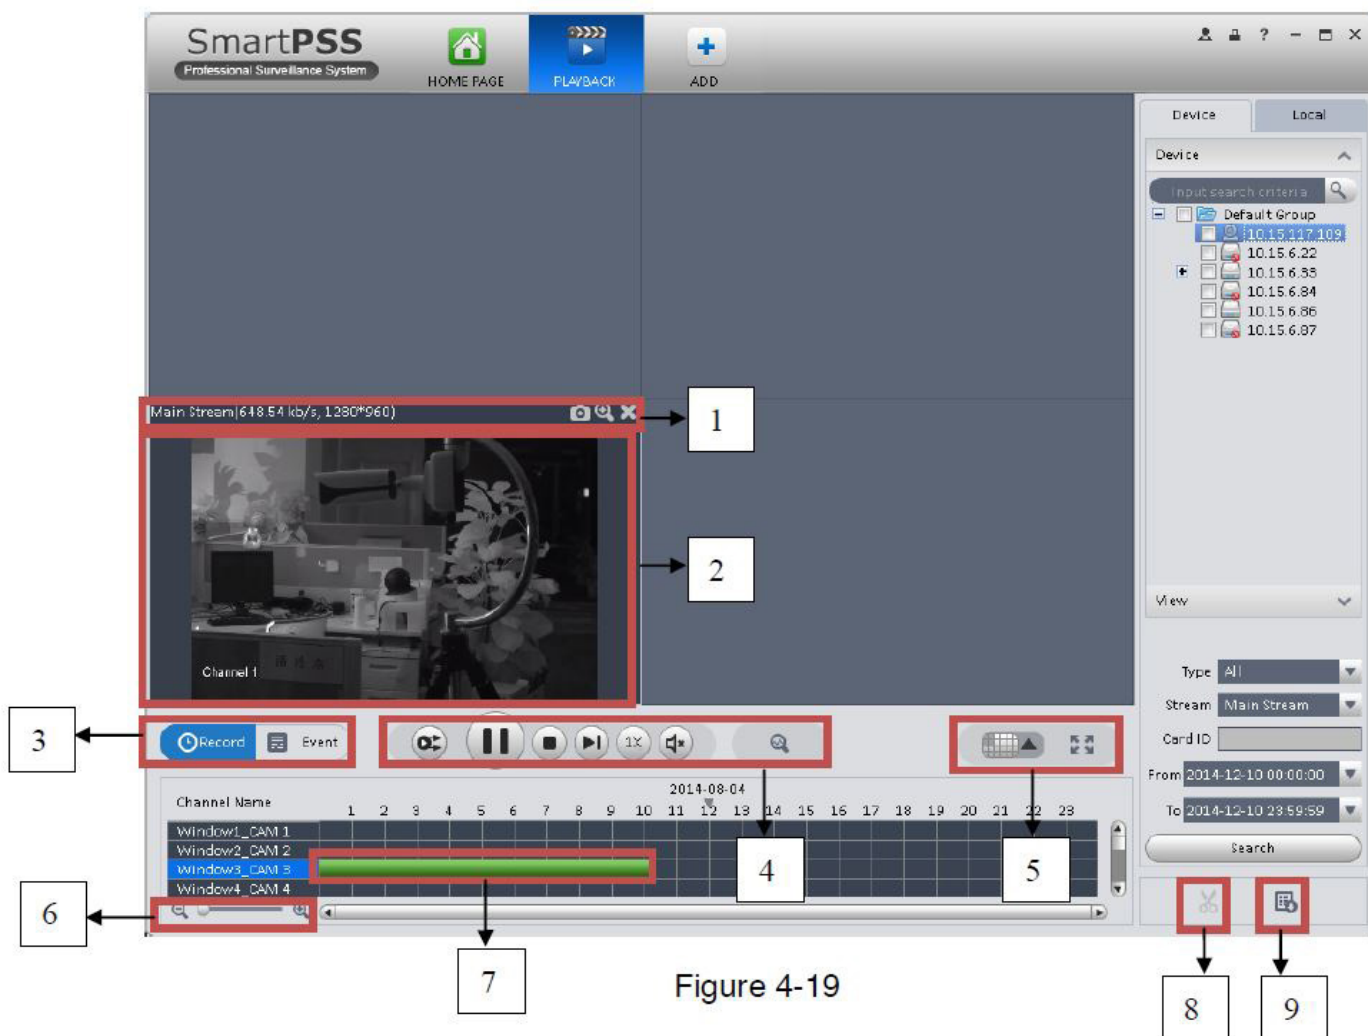 SmartPSS
Professional Surveillance System
HOME PAGE
PLAYBACK
ADD
?
Device
Local
Device
Input search criteria
Default Group
10.15.117.109
10.15.6.22
10.15.6.33
10.15.6.84
10.15.6.86
10.15.6.87
Main Stream(648.54 kb/s, 1280*960)
1
2
Channel 1
View
Type All
Stream Main Stream
Card ID
From 2014-12-10 00:00:00
To 2014-12-10 23:59:59
Search
3
Record
Event
1X
2014-08-04
Channel Name
1 2 3 4 5 6 7 8 9 10 11 12 13 14 15 16 17 18 19 20 21 22 23
Window1_CAM 1
Window2_CAM 2
Window3_CAM 3
Window4_CAM 4
4
5
6
7
8
9
Figure 4-19